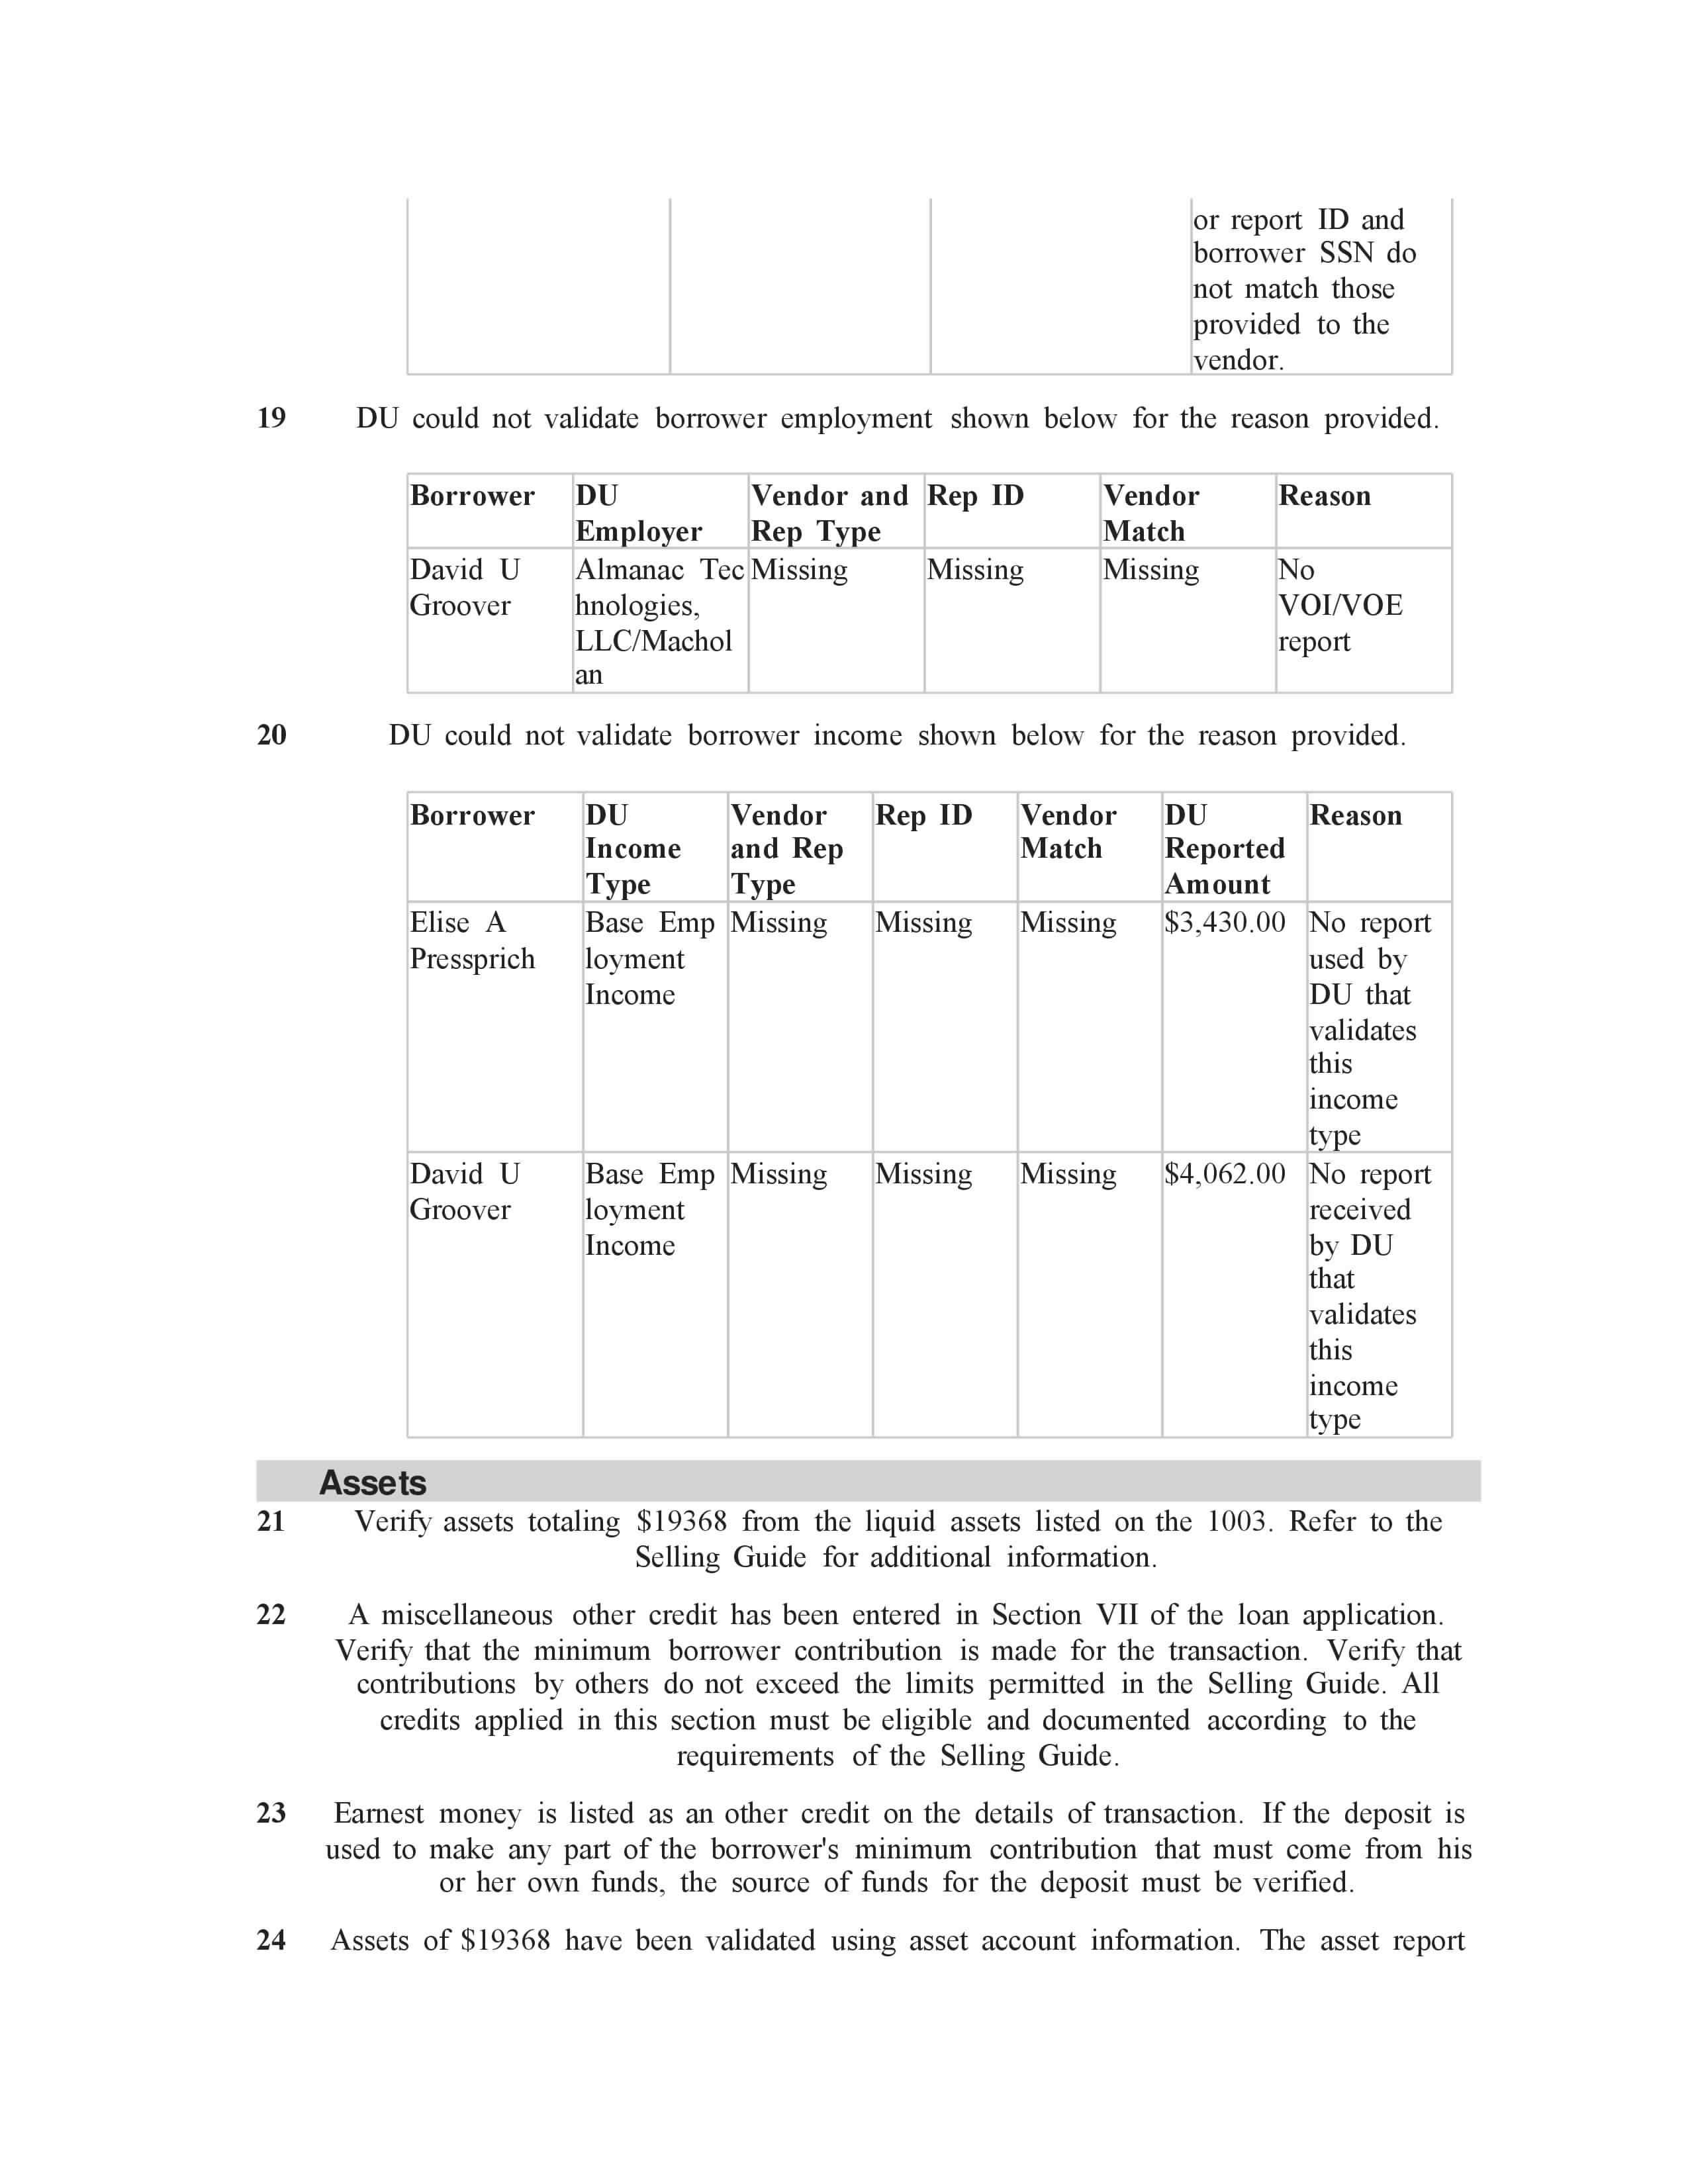 or report ID and
borrower SSN do
not match those
provided to the
vendor.
19 DU could not validate borrower employment shown below for the reason provided.
Borrower DU Vendor and Rep ID Vendor Reason
Employer Rep Type Match
David U Almanac Tec Missing Missing Missing No
Groover hnologies, VOI/VOE
LLC/Machol report
an
20 DU could not validate borrower income shown below for the reason provided.
Borrower DU Vendor Rep ID Vendor DU Reason
Income and Rep Match Reported
Type Type Amount
Elise A Base Emp Missing Missing Missing $3,430.00 No report
Pressprich loyment used by
Income DU that
validates
this
income
type
David U Base Emp Missing Missing Missing $4,062.00 No report
Groover loyment received
Income by DU
that
validates
this
income
type
Assets
21 Verify assets totaling $19368 from the liquid assets listed on the 1003. Refer to the
Selling Guide for additional information.
22 A miscellaneous other credit has been entered in Section VII of the loan application.
Verify that the minimum borrower contribution is made for the transaction. Verify that
contributions by others do not exceed the limits permitted in the Selling Guide. All
credits applied in this section must be eligible and documented according to the
requirements of the Selling Guide.
23 Earnest money is listed as an other credit on the details of transaction. If the deposit is
used to make any part of the borrower's minimum contribution that must come from his
or her own funds, the source of funds for the deposit must be verified.
24 Assets of $19368 have been validated using asset account information. The asset report